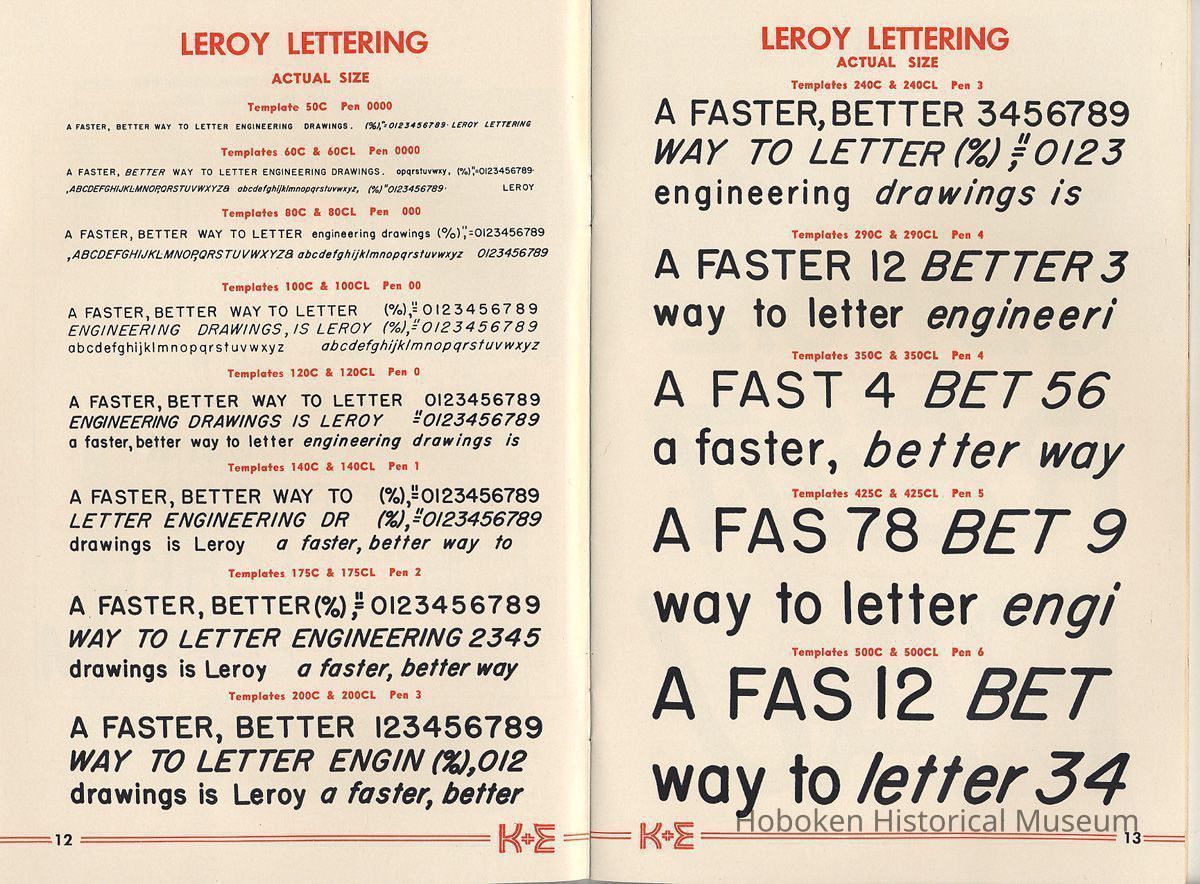 LEROY LETTERING
ACTUAL SIZE
Template 50C Pen 0000
A FASTER, BETTER WAY TO LETTER ENGINEERING DRAWINGS. (%),"=0123456789· LEROY LETTERING
Templates 60C & 60CL Pen 0000
A FASTER, BETTER WAY TO LETTER ENGINEERING DRAWINGS. opqrstuvwxy, (%),"=0123456789·
,ABCDEFGHIJKLMNOPQRSTUVWXYZ& abcdefghijklmnopqrstuvwxyz, (%)"0123456789· LEROY
Templates 80C & 80CL Pen 000
A FASTER, BETTER WAY TO LETTER engineering drawings (%),"=0123456789
,ABCDEFGHIJKLMNOPQRSTUVWXYZ& abcdefghijklmnopqrstuvwxyz 0123456789
Templates 100C & 100CL Pen 00
A FASTER, BETTER WAY TO LETTER (%),"=0123456789
ENGINEERING DRAWINGS, IS LEROY (%),"=0123456789
abcdefghijklmnopqrstuvwxyz abcdefghijklmnopqrstuvwxyz
Templates 120C & 120CL Pen 0
A FASTER, BETTER WAY TO LETTER 0123456789
ENGINEERING DRAWINGS IS LEROY "=0123456789
a faster, better way to letter engineering drawings is
Templates 140C & 140CL Pen 1
A FASTER, BETTER WAY TO (%),"=0123456789
LETTER ENGINEERING DR (%),"=0123456789
drawings is Leroy a faster, better way to
Templates 175C & 175CL Pen 2
A FASTER, BETTER (%),"=0123456789
WAY TO LETTER ENGINEERING 2345
drawings is Leroy a faster, better way
Templates 200C & 200CL Pen 3
A FASTER, BETTER 123456789
WAY TO LETTER ENGIN (%),012
drawings is Leroy a faster, better
12
K+E
LEROY LETTERING
ACTUAL SIZE
Templates 240C & 240CL Pen 3
A FASTER, BETTER 3456789
WAY TO LETTER (%),"=0123
engineering drawings is
Templates 290C & 290CL Pen 4
A FASTER 12 BETTER 3
way to letter engineeri
Templates 350C & 350CL Pen 4
A FAST 4 BET 56
a faster, better way
Templates 425C & 425CL Pen 5
A FAS 78 BET 9
way to letter engi
Templates 500C & 500CL Pen 6
A FAS 12 BET
way to letter 34
Hoboken Historical Museum
K+E
13